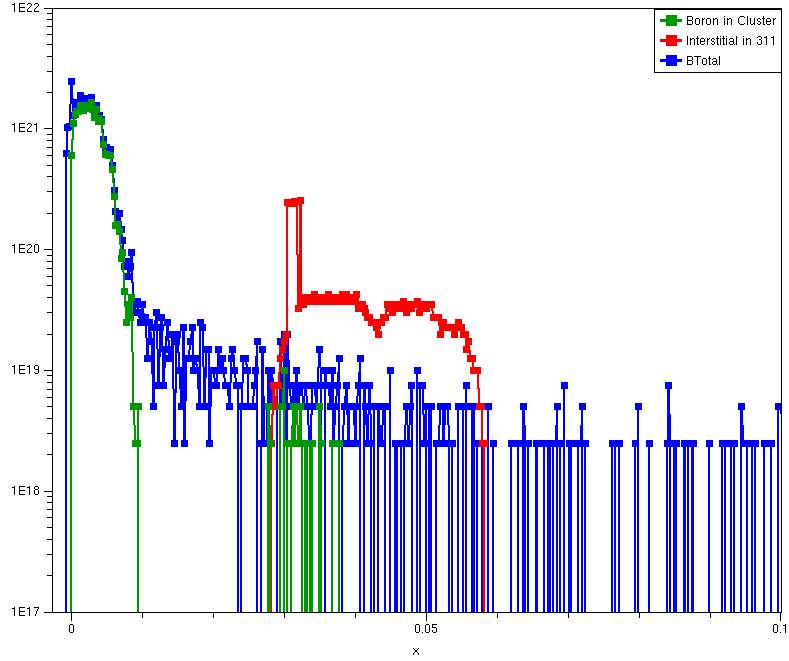 1E22
Boron in Cluster
Interstitial in 311
BTotal
1E21
1E20
1E19
1E18
1E17
0
0.05
0.1
x